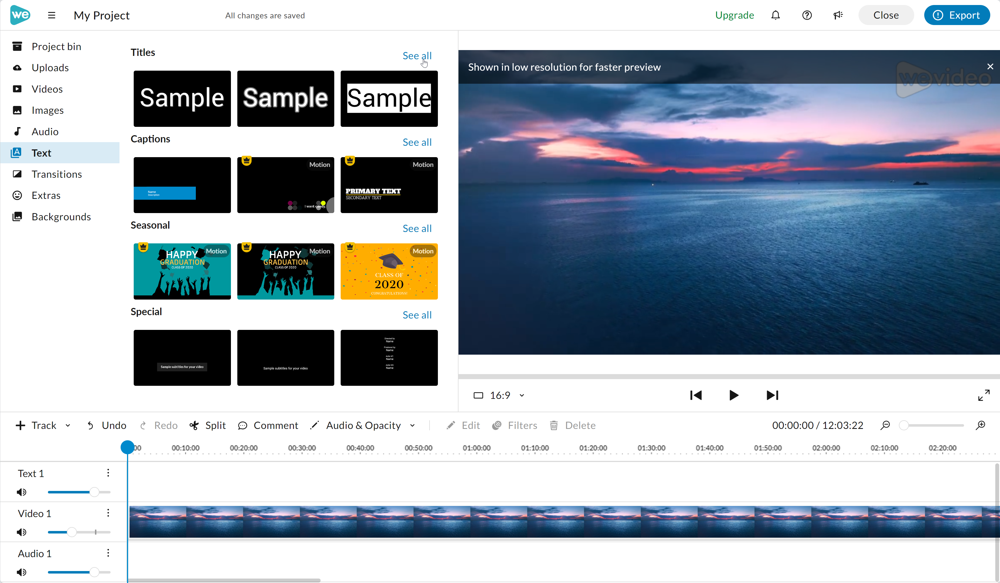 we
My Project
All changes are saved
Upgrade
Close
Export
Project bin
Uploads
Videos
Images
Audio
Text
Transitions
Extras
Backgrounds
Titles
See all
Sample
Sample
Sample
Captions
See all
Name
Description
Motion
I want candy.
Motion
PRIMARY TEXT
SECONDARY TEXT
Seasonal
See all
Motion
HAPPY
GRADUATION
CLASS OF 2020
Motion
HAPPY
GRADUATION
CLASS OF 2020
Motion
CLASS OF
2020
CONGRATULATIONS!
Special
See all
Sample subtitles for your video
Sample subtitles for your video
Directed by
Name
Produced by
Name
Actor #1
Name
Actor #2
Name
Shown in low resolution for faster preview
wevideo
16:9
Track
Undo
Redo
Split
Comment
Audio & Opacity
Edit
Filters
Delete
00:00:00 / 12:03:22
00 00:10:00 00:20:00 00:30:00 00:40:00 00:50:00 01:00:00 01:10:00 01:20:00 01:30:00 01:40:00 01:50:00 02:00:00 02:10:00 02:20:00
Text 1
Video 1
Audio 1